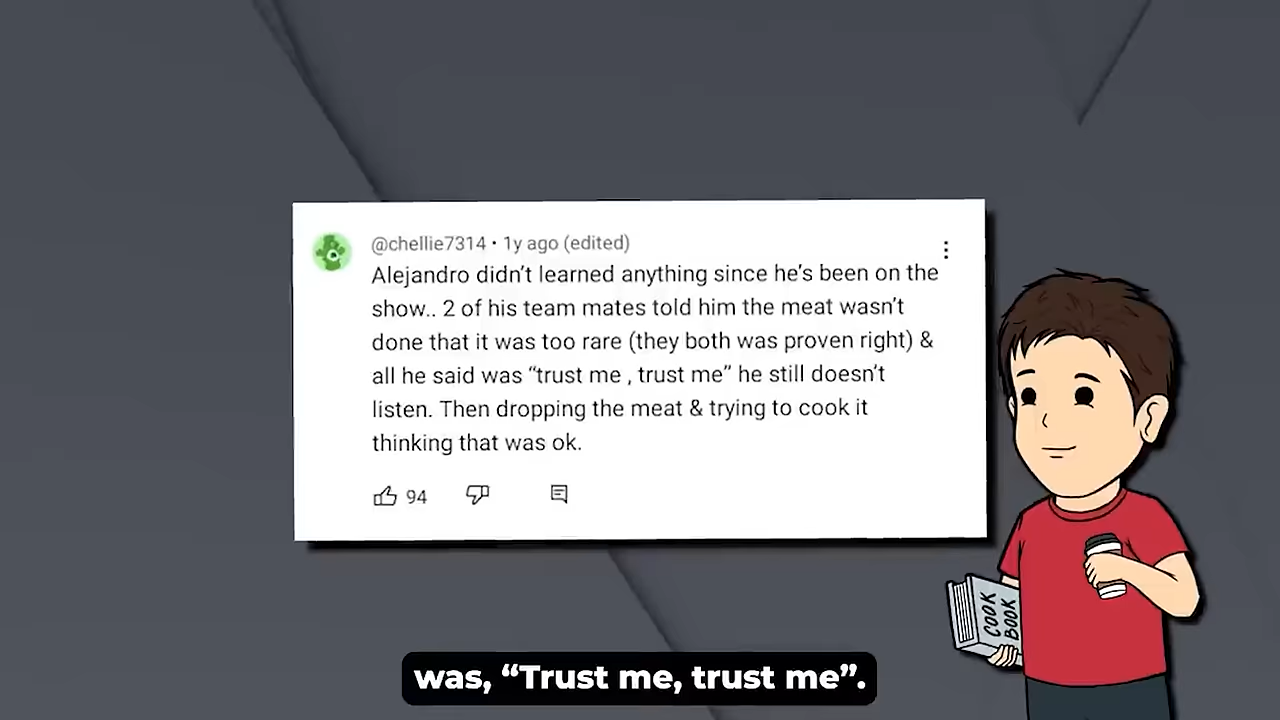 @chellie7314 • 1y ago (edited)
Alejandro didn't learned anything since he's been on the
show.. 2 of his team mates told him the meat wasn't
done that it was too rare (they both was proven right) &
all he said was “trust me , trust me” he still doesn't
listen. Then dropping the meat & trying to cook it
thinking that was ok.
94
COOK
BOOK
was, “Trust me, trust me”.